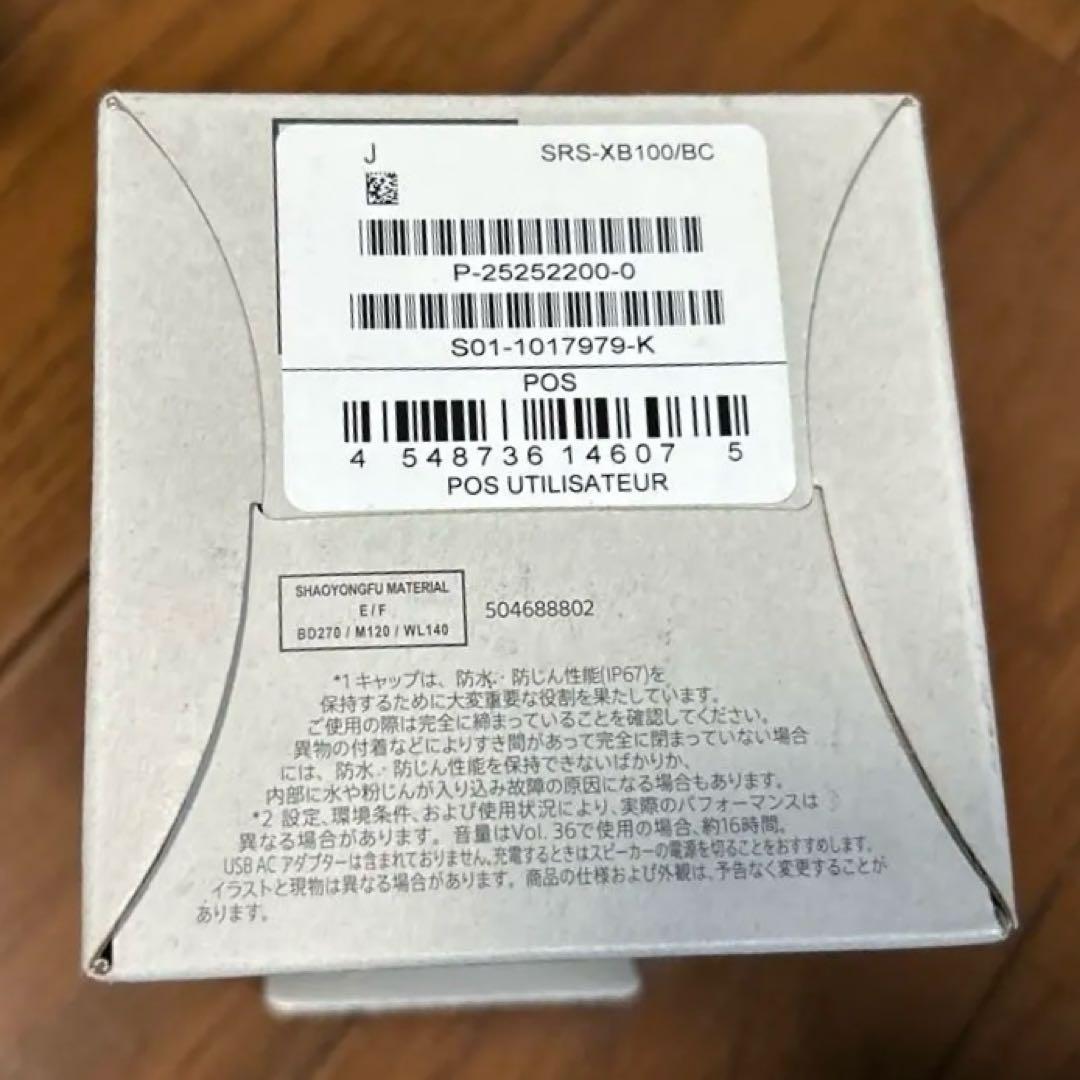 J
SRS-XB100/BC
P-25252200-0
S01-1017979-K
POS
4 548736 146075
POS UTILISATEUR
SHAOYONGFU MATERIAL
E / F
BD270 / M120 / WL140
504688802
*1 キャップは、防水・防じん性能(IP67)を
保持するために大変重要な役割を果たしています。
ご使用の際は完全に締まっていることを確認してください。
異物の付着などによりすき間があって完全に閉まっていない場合
には、防水・防じん性能を保持できないばかりか、
内部に水や粉じんが入り込み故障の原因になる場合もあります。
*2 設定、環境条件、および使用状況により、実際のパフォーマンスは
異なる場合があります。音量はVol. 36で使用の場合、約16時間。
USB AC アダプターは含まれておりません。充電するときはスピーカーの電源を切ることをおすすめします。
イラストと現物は異なる場合があります。商品の仕様および外観は、予告なく変更することが
あります。